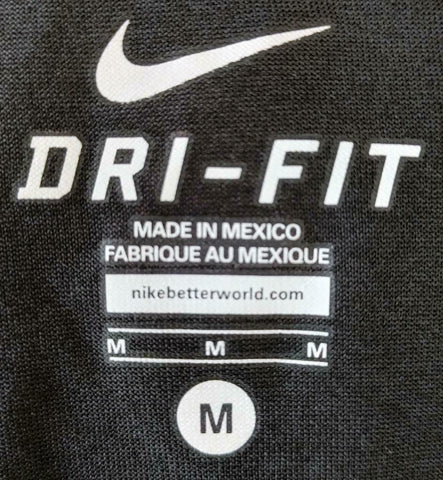 DRI-FIT
MADE IN MEXICO
FABRIQUE AU MEXIQUE
nikebetterworld.com
M M M
M